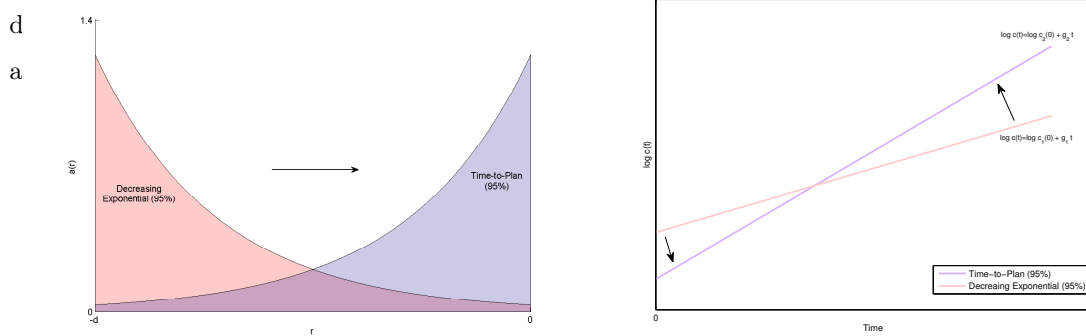 d
a
1.4
a(r)
Decreasing
Exponential (95%)
Time-to-Plan
(95%)
0
-d
0
r
log c(t)=log c2(0) + g2 t
log c(t)=log c1(0) + g1 t
log c(t)
Time−to−Plan (95%)
Decreaing Exponential (95%)
0
Time